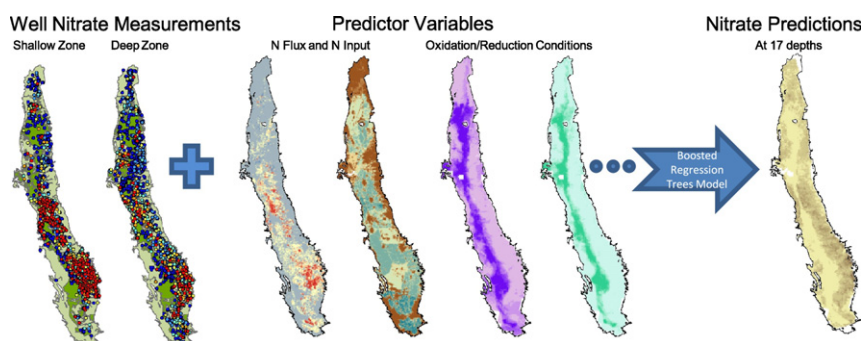 Well Nitrate Measurements
Shallow Zone
Deep Zone
Predictor Variables
N Flux and N Input
Oxidation/Reduction Conditions
Boosted
Regression
Trees Model
Nitrate Predictions
At 17 depths